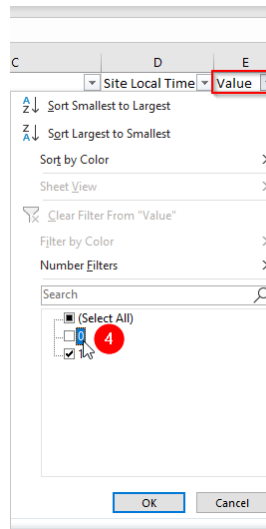 C D E
Site Local Time Value
Sort Smallest to Largest
Sort Largest to Smallest
Sort by Color
Sheet View
Clear Filter From "Value"
Filter by Color
Number Filters
Search
(Select All)
0 4
1
OK Cancel